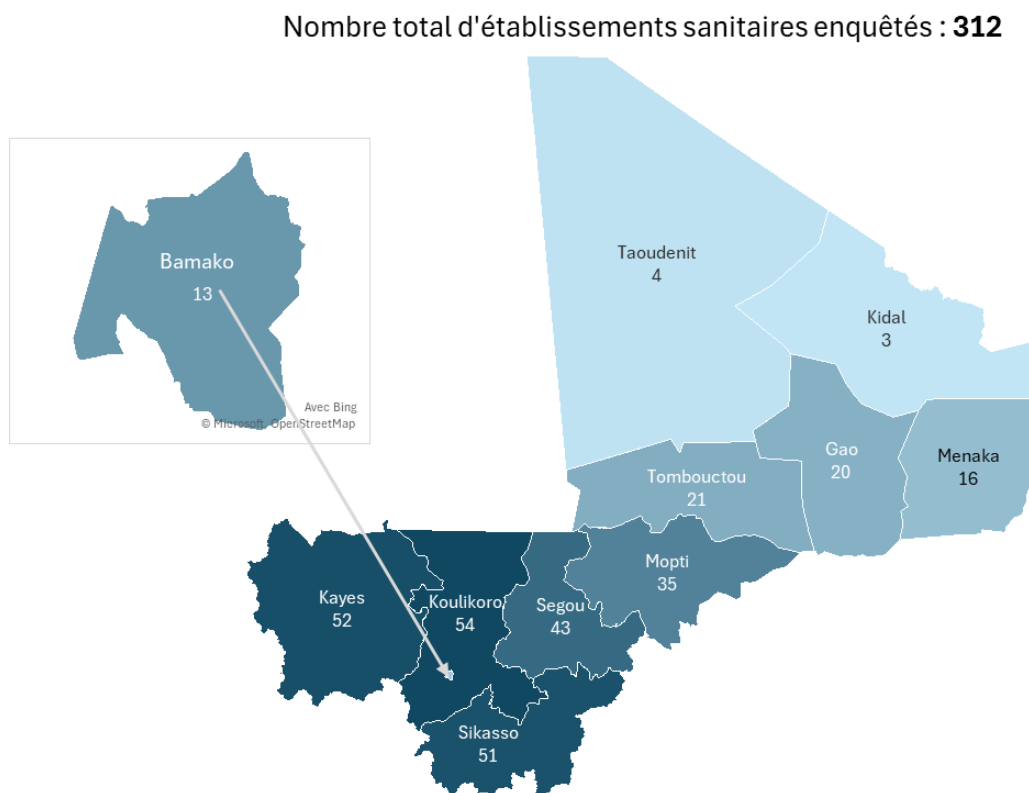 Nombre total d'établissements sanitaires enquêtés : 312
Bamako
13
Avec Bing
© Microsoft, OpenStreetMap
Taoudenit
4
Kidal
3
Gao
20
Menaka
16
Tombouctou
21
Mopti
35
Kayes
52
Koulikoro
54
Segou
43
Sikasso
51